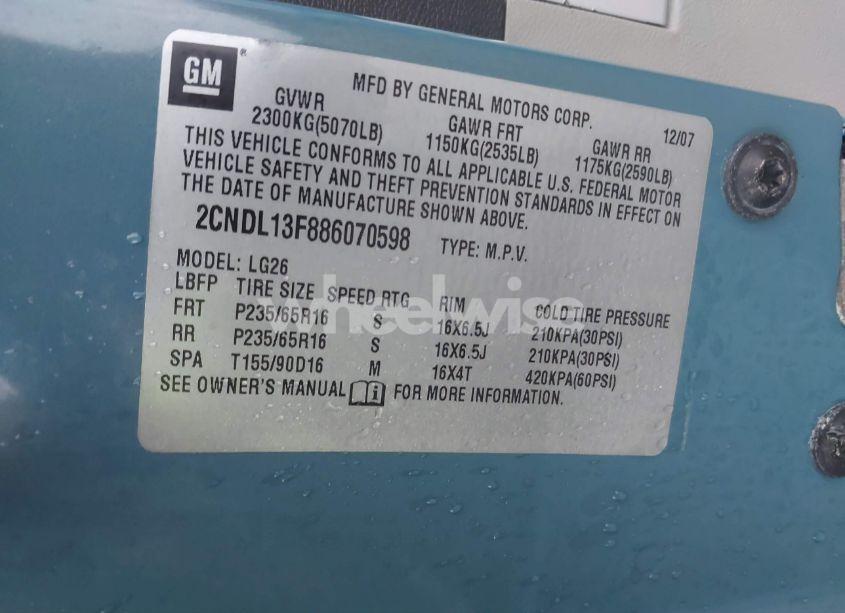 GM
MFD BY GENERAL MOTORS CORP. 12/07
GVWR GAWR FRT GAWR RR
2300KG(5070LB) 1150KG(2535LB) 1175KG(2590LB)
THIS VEHICLE CONFORMS TO ALL APPLICABLE U.S. FEDERAL MOTOR
VEHICLE SAFETY AND THEFT PREVENTION STANDARDS IN EFFECT ON
THE DATE OF MANUFACTURE SHOWN ABOVE.
2CNDL13F886070598 TYPE: M.P.V.
MODEL: LG26
LBFP TIRE SIZE SPEED RTG RIM COLD TIRE PRESSURE
FRT P235/65R16 S 16X6.5J 210KPA(30PSI)
RR P235/65R16 S 16X6.5J 210KPA(30PSI)
SPA T155/90D16 M 16X4T 420KPA(60PSI)
SEE OWNER'S MANUAL FOR MORE INFORMATION.
wheelwise